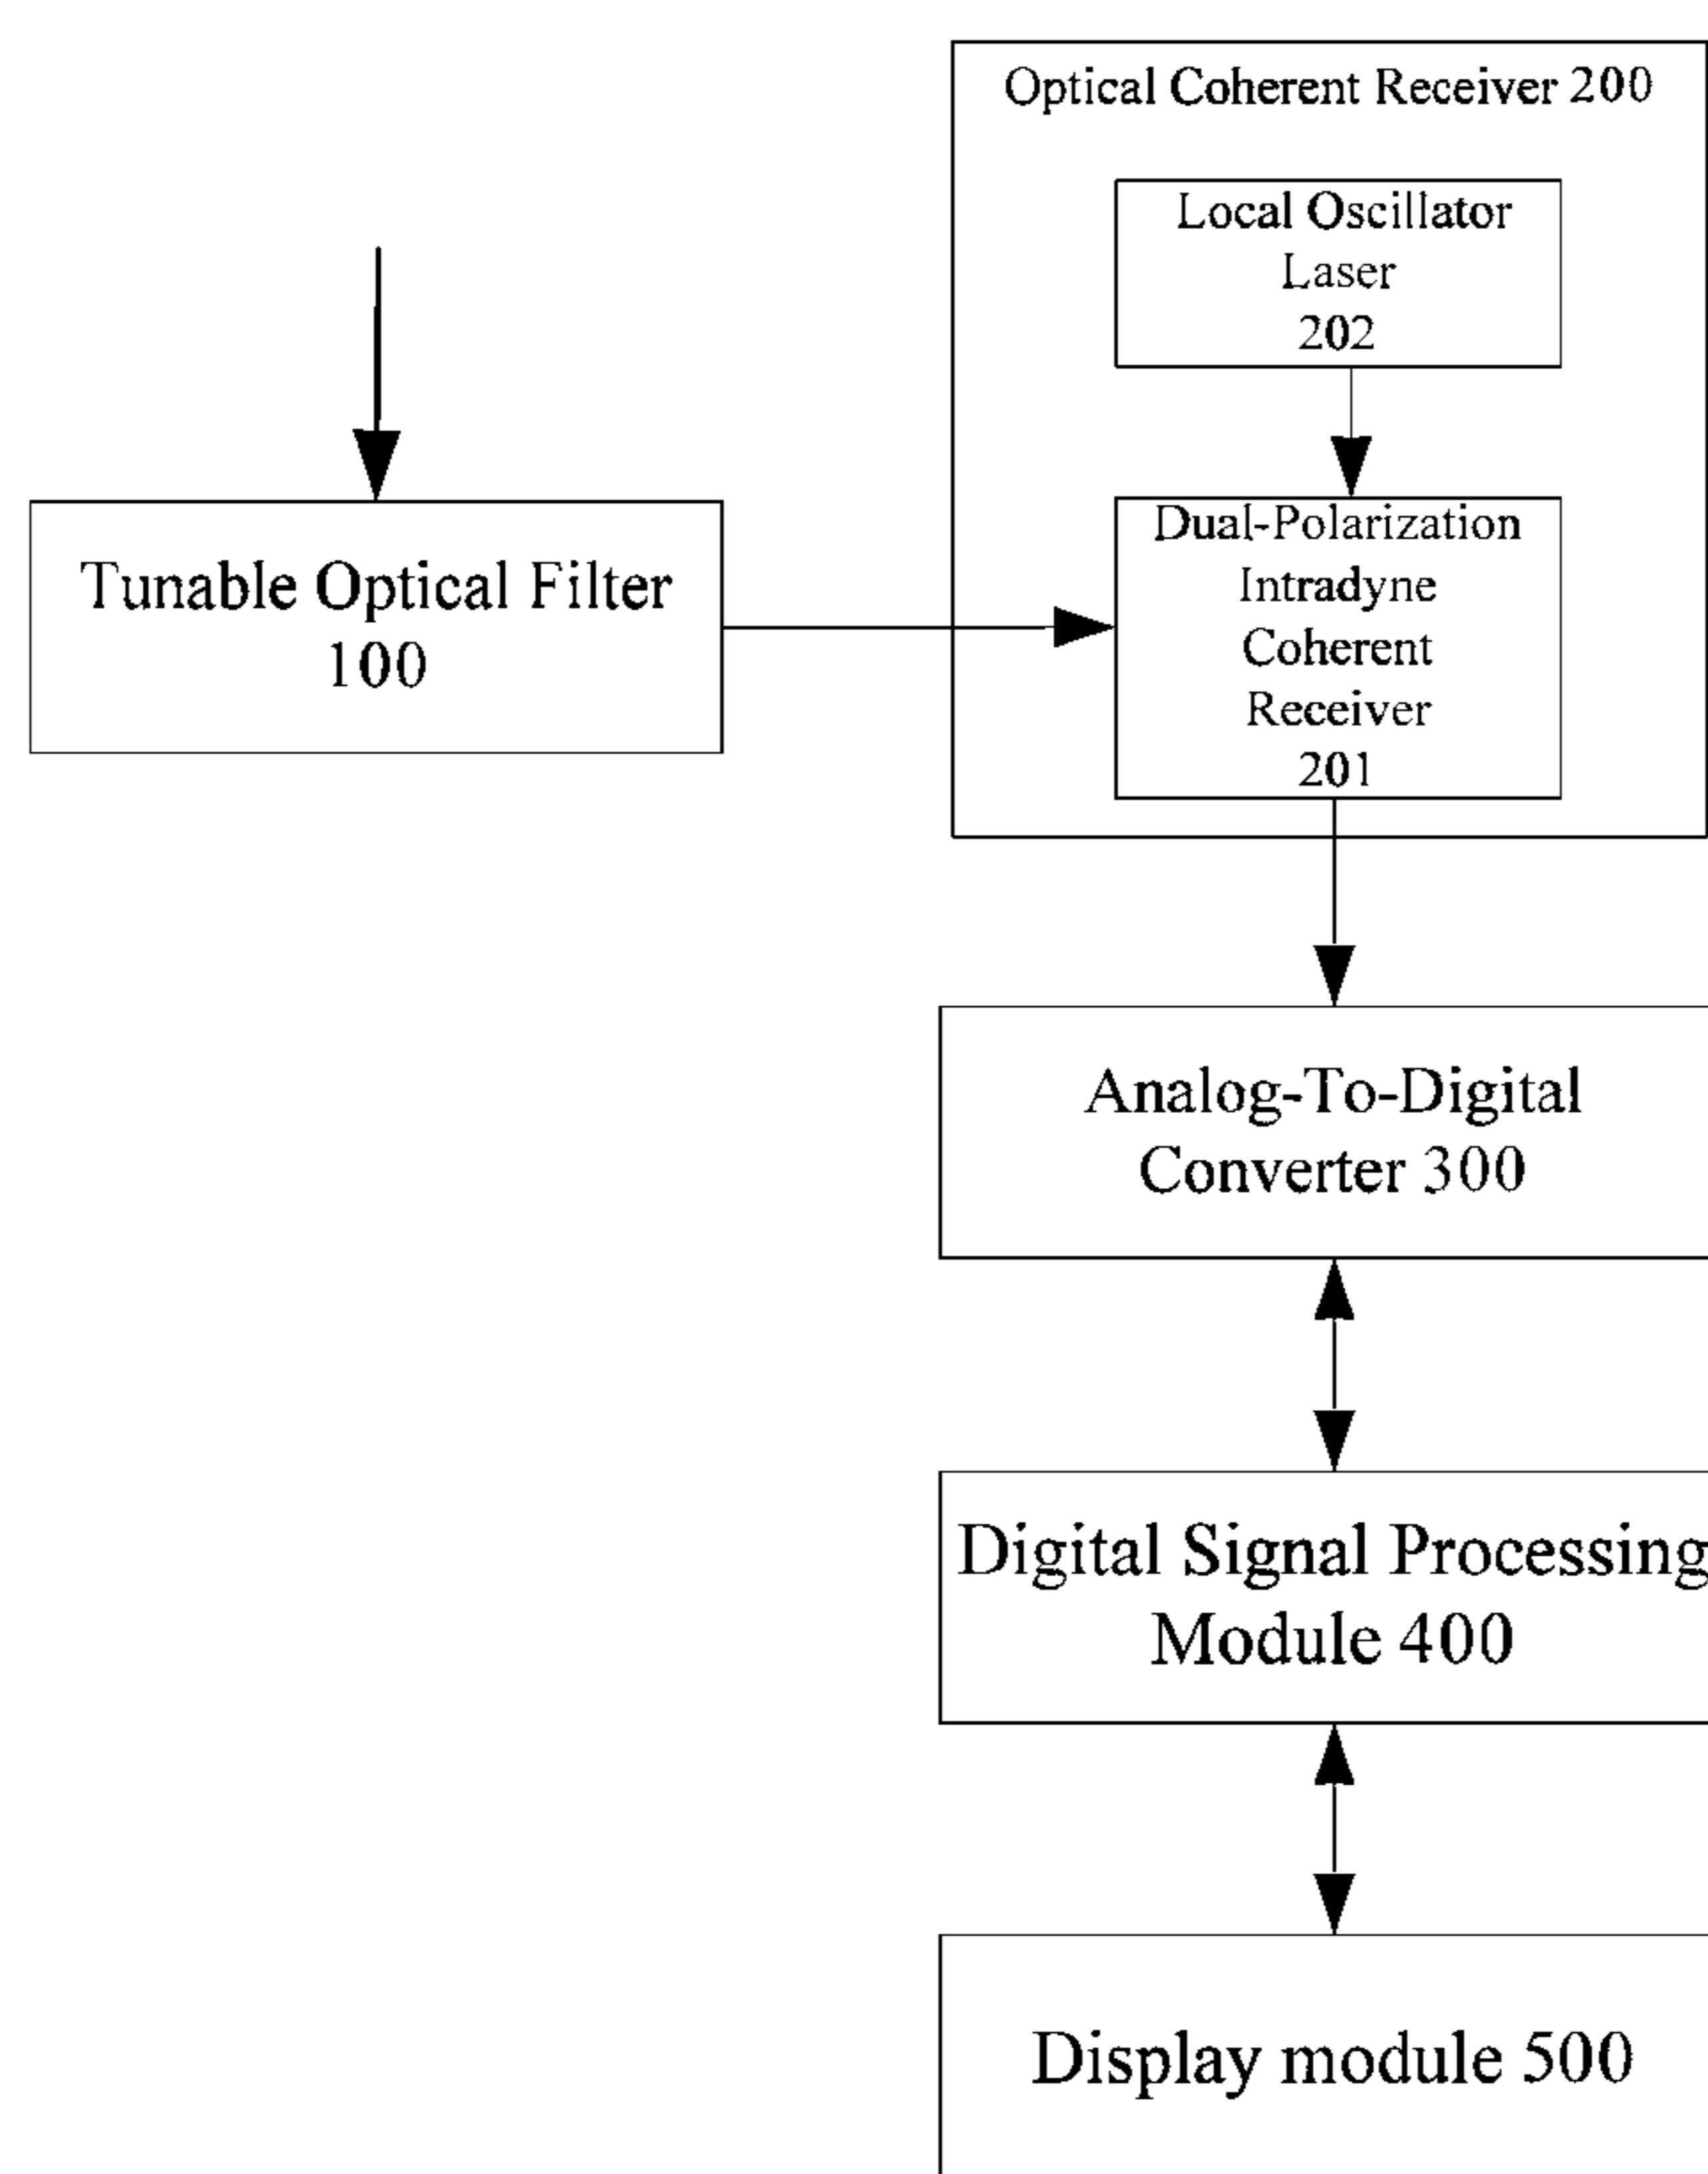 Optical Coherent Receiver 200
Local Oscillator
Laser
202
Tunable Optical Filter
100
Dual-Polarization
Intradyne
Coherent
Receiver
201
Analog-To-Digital
Converter 300
Digital Signal Processing
Module 400
Display module 500